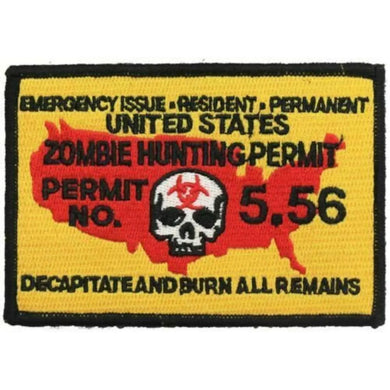 EMERGENCY ISSUE • RESIDENT • PERMANENT
UNITED STATES
ZOMBIE HUNTING PERMIT
PERMIT NO. 5.56
DECAPITATE AND BURN ALL REMAINS